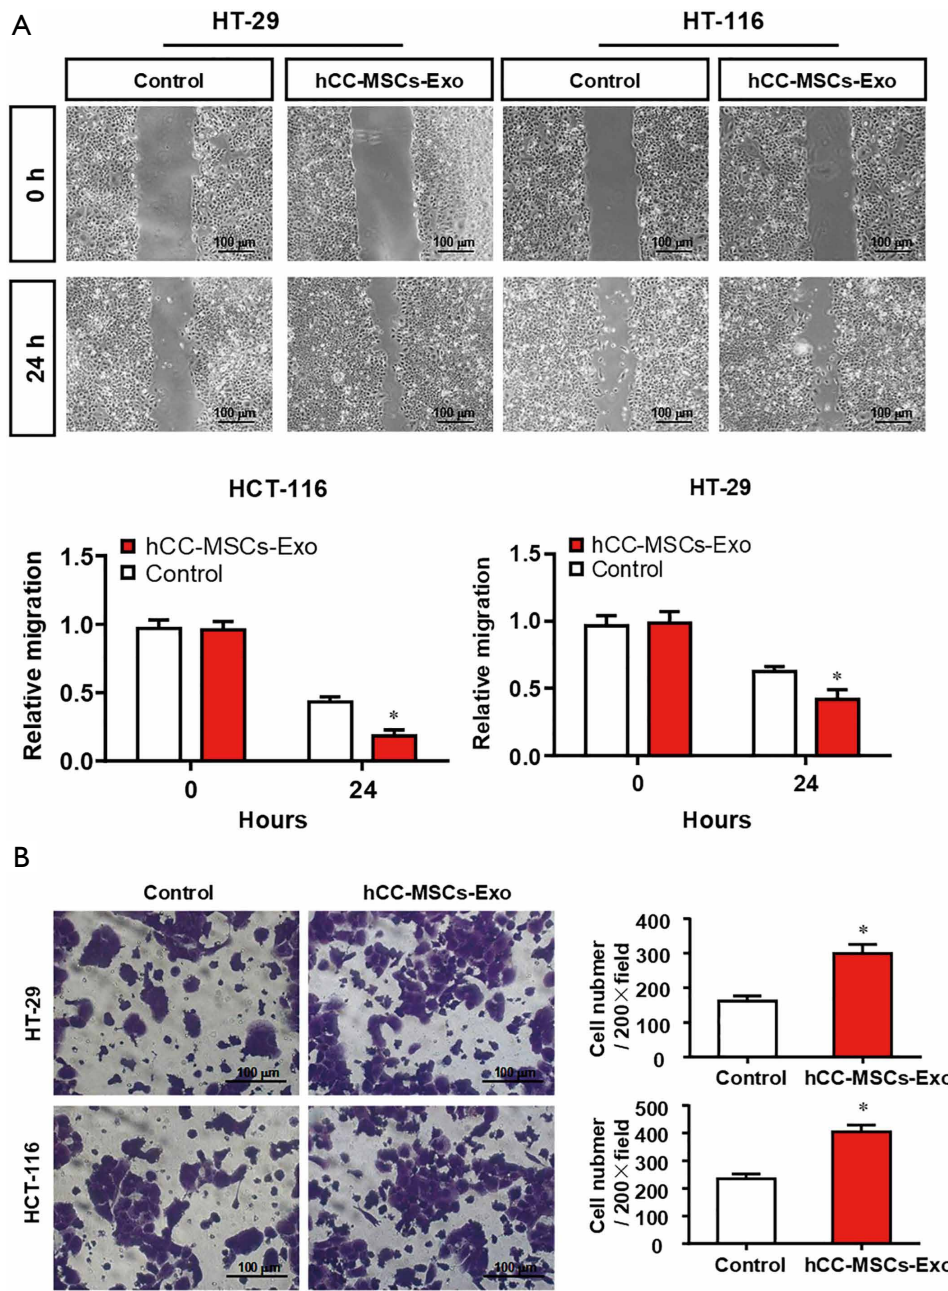 A
HT-29 HT-116
Control hCC-MSCs-Exo Control hCC-MSCs-Exo
0 h
100 μm 100 μm 100 μm 100 μm
24 h
100 μm 100 μm 100 μm 100 μm
HCT-116
hCC-MSCs-Exo
Control
Relative migration
1.5
1.0
0.5
0.0
*
0 24
Hours
HT-29
hCC-MSCs-Exo
Control
Relative migration
1.5
1.0
0.5
0.0
*
0 24
Hours
B
Control hCC-MSCs-Exo
HT-29
100 μm 100 μm
HCT-116
100 μm 100 μm
Cell nubmer
/ 200×field
400
300
200
100
0
*
Control hCC-MSCs-Exo
Cell nubmer
/ 200×field
500
400
300
200
100
0
*
Control hCC-MSCs-Exo